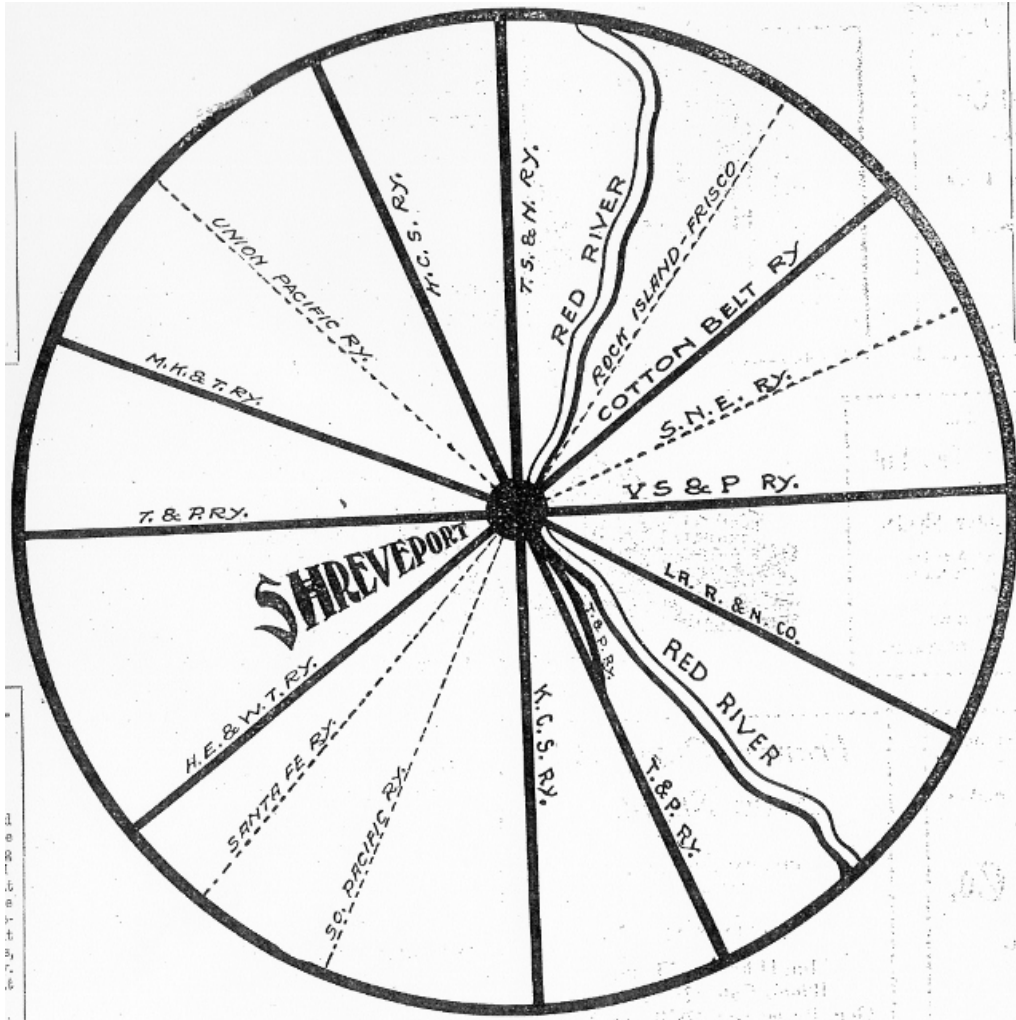 T. S. & N. RY.
RED RIVER
ROCK ISLAND-FRISCO
COTTON BELT RY
S.N.E. RY.
VS & P RY.
LA. R. & N. CO.
RED RIVER
T. & P. RY.
T. & P. RY.
K. C. S. RY.
SO. PACIFIC RY.
SANTA FE RY.
H. E. & W. T. RY.
SHREVEPORT
T. & P. RY.
M. K. & T. RY.
UNION PACIFIC RY.
K. C. S. RY.